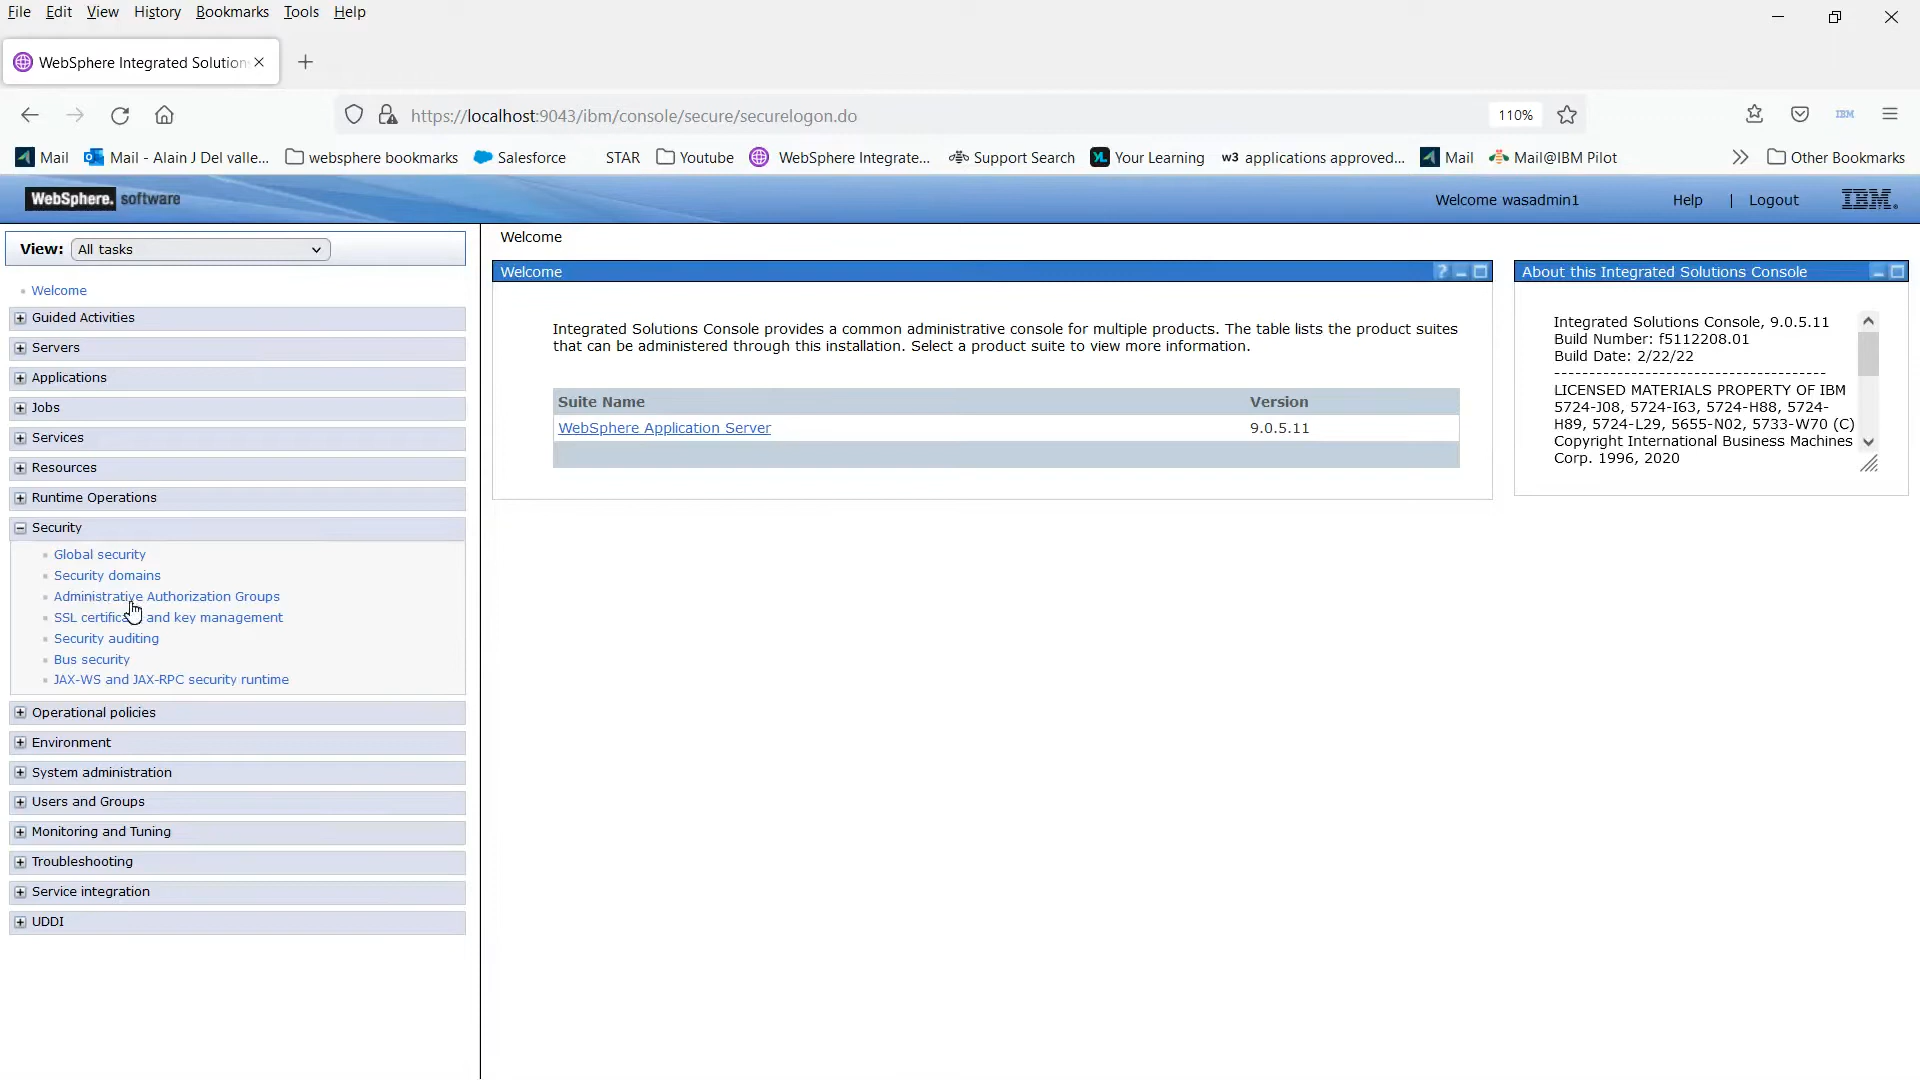 File Edit View History Bookmarks Tools Help
WebSphere Integrated Solution
https://localhost:9043/ibm/console/secure/securelogon.do 110% IBM
Mail Mail - Alain J Del valle... websphere bookmarks Salesforce STAR Youtube WebSphere Integrate... Support Search Your Learning w3 applications approved... Mail Mail@IBM Pilot Other Bookmarks
WebSphere. software Welcome wasadmin1 Help | Logout IBM
View: All tasks
Welcome
Guided Activities
Servers
Applications
Jobs
Services
Resources
Runtime Operations
Security
Global security
Security domains
Administrative Authorization Groups
SSL and key management
Security auditing
Bus security
JAX-WS and JAX-RPC security runtime
Operational policies
Environment
System administration
Users and Groups
Monitoring and Tuning
Troubleshooting
Service integration
UDDI
Welcome
Welcome ?
Integrated Solutions Console provides a common administrative console for multiple products. The table lists the product suites
that can be administered through this installation. Select a product suite to view more information.
Suite Name Version
WebSphere Application Server 9.0.5.11
About this Integrated Solutions Console
Integrated Solutions Console, 9.0.5.11
Build Number: f5112208.01
Build Date: 2/22/22
---------------------------------------
LICENSED MATERIALS PROPERTY OF IBM
5724-J08, 5724-I63, 5724-H88, 5724-
H89, 5724-L29, 5655-N02, 5733-W70 (C)
Copyright International Business Machines
Corp. 1996, 2020